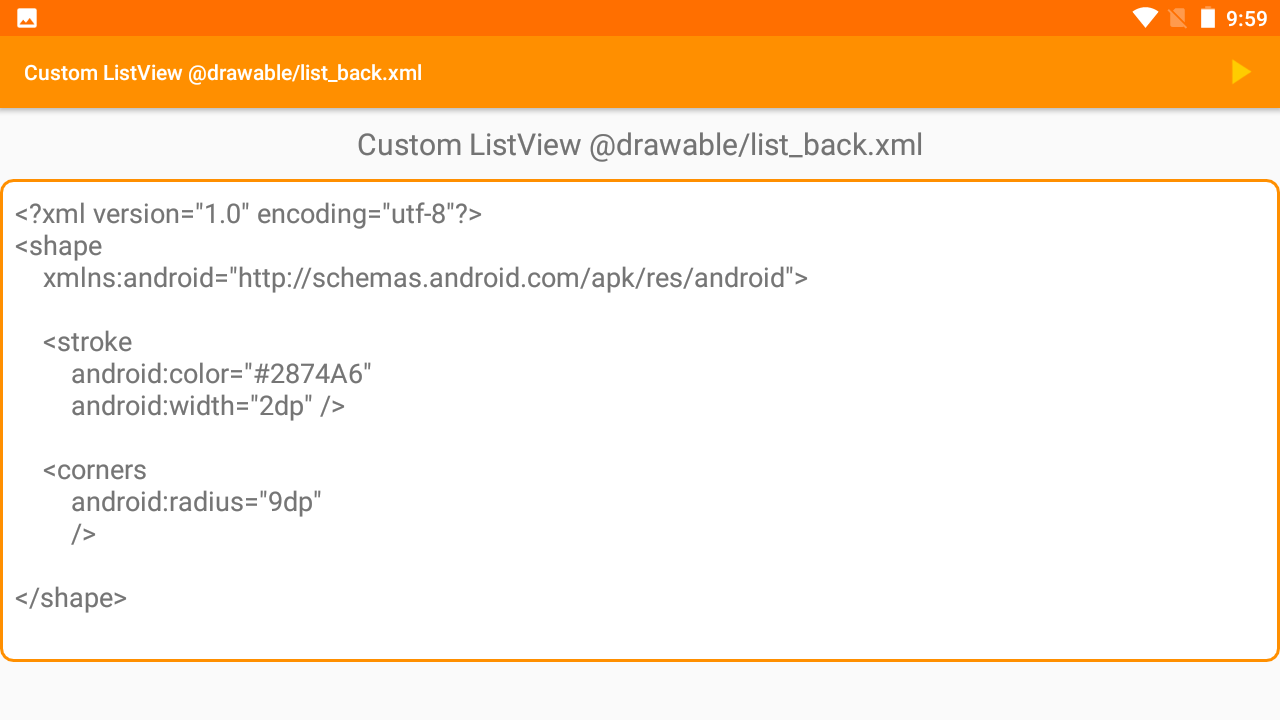 9:59
Custom ListView @drawable/list_back.xml
Custom ListView @drawable/list_back.xml
<?xml version="1.0" encoding="utf-8"?>
<shape
    xmlns:android="http://schemas.android.com/apk/res/android">
    <stroke
        android:color="#2874A6"
        android:width="2dp" />
    <corners
        android:radius="9dp"
        />
</shape>